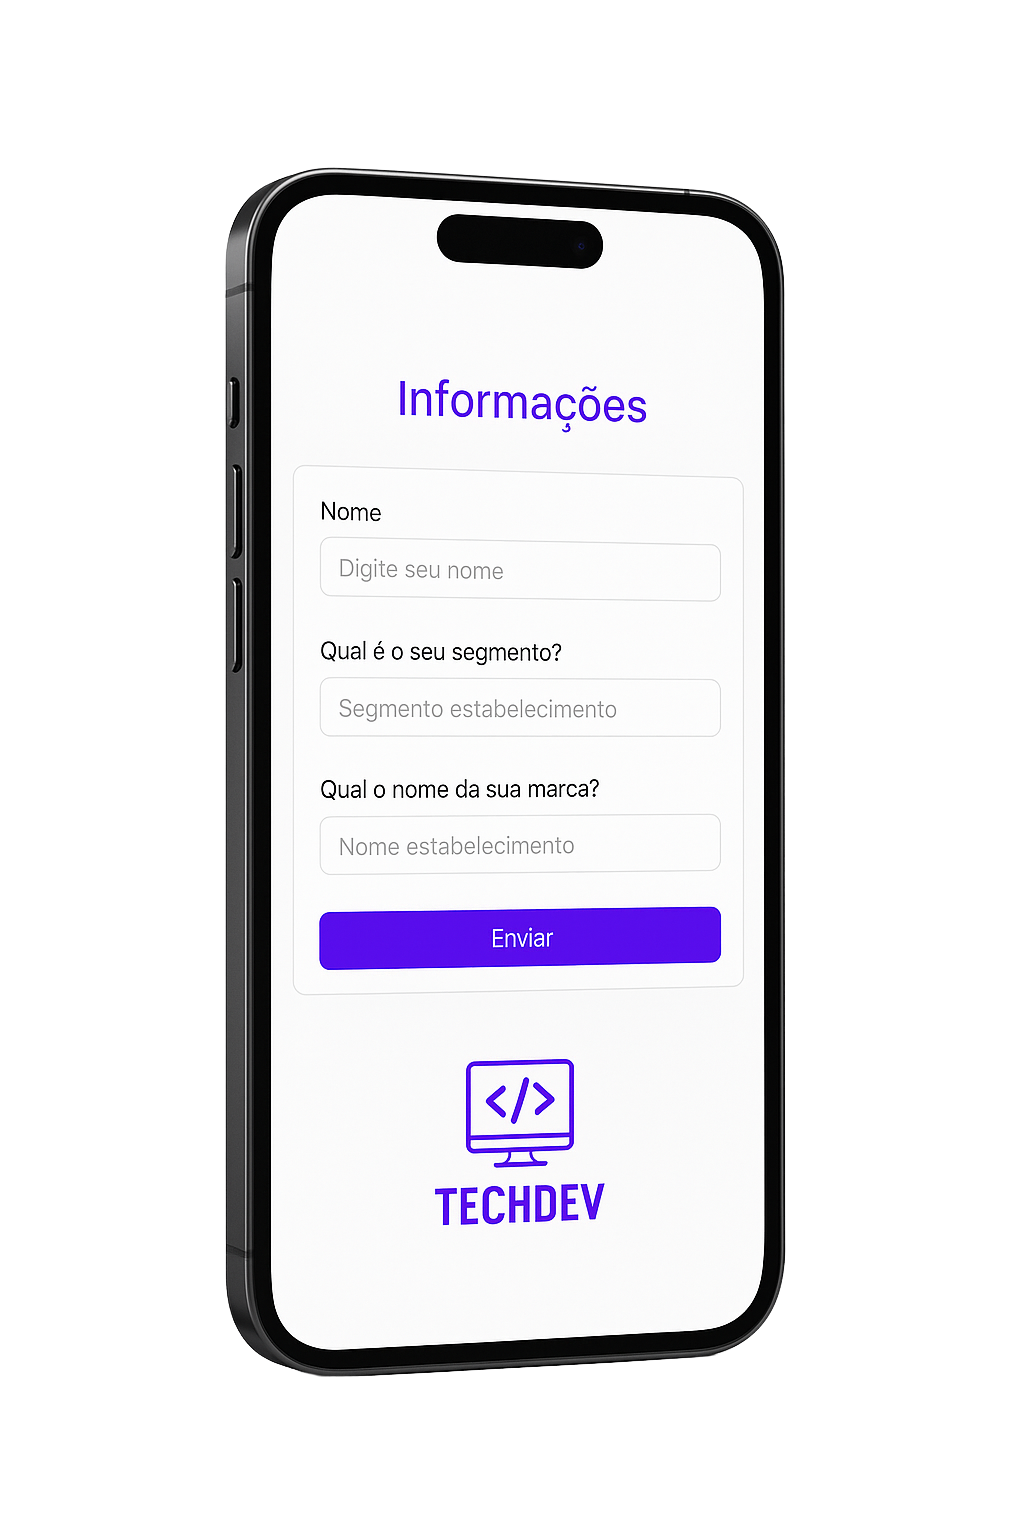 Informações
Nome
Digite seu nome
Qual é o seu segmento?
Segmento estabelecimento
Qual o nome da sua marca?
Nome estabelecimento
Enviar
</>
TECHDEV